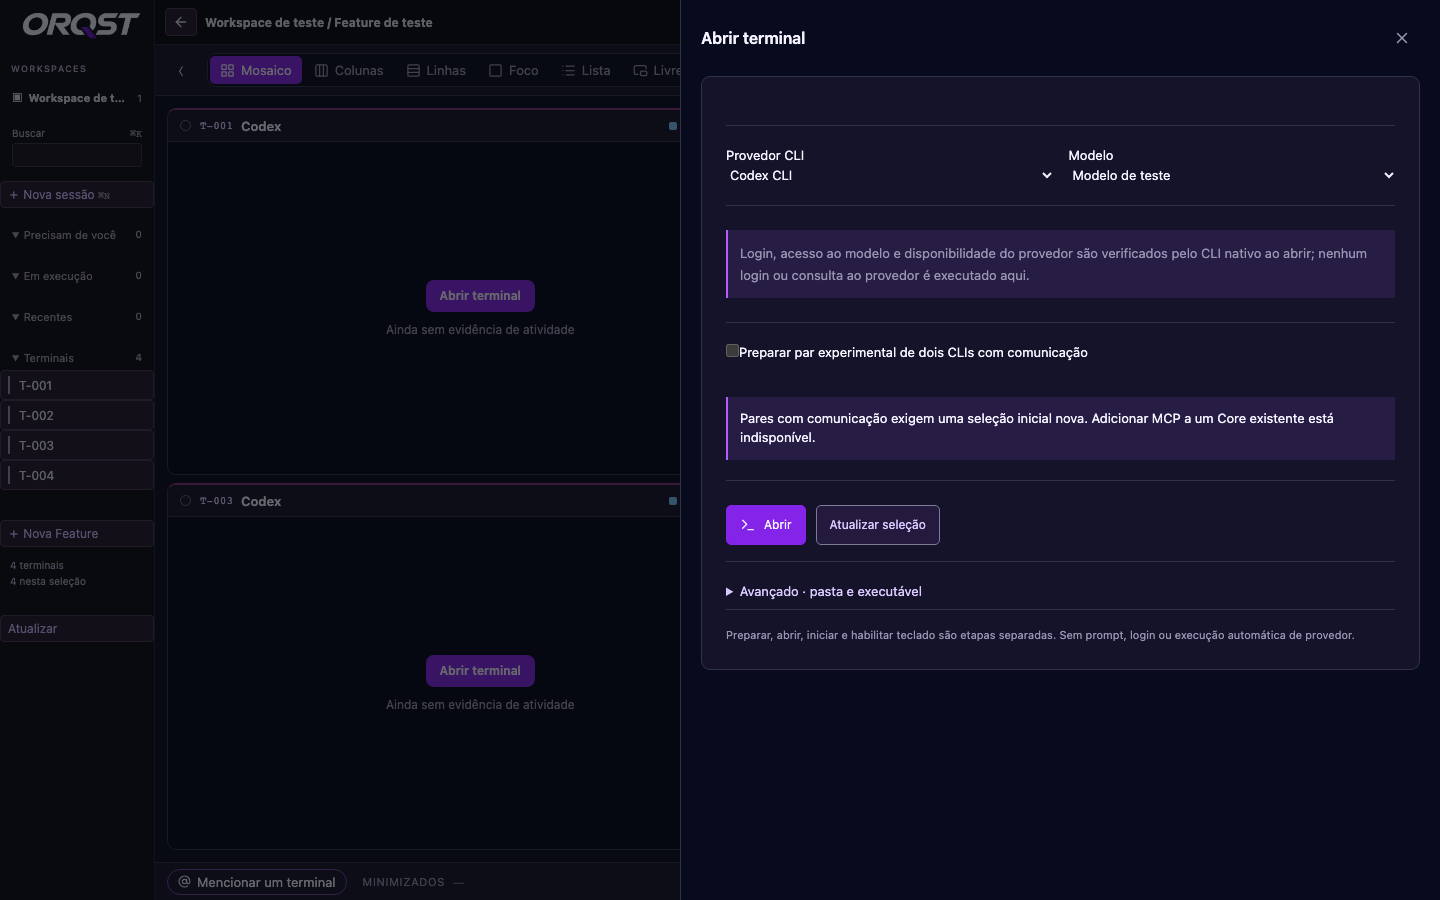 ORQST
WORKSPACES
Workspace de t... 1
Buscar ⌘K
+ Nova sessão ⌘N
Precisam de você 0
Em execução 0
Recentes 0
Terminais 4
T-001
T-002
T-003
T-004
+ Nova Feature
4 terminais
4 nesta seleção
Atualizar
Workspace de teste / Feature de teste
Mosaico Colunas Linhas Foco Lista Livre
T-001 Codex
Abrir terminal
Ainda sem evidência de atividade
T-003 Codex
Abrir terminal
Ainda sem evidência de atividade
@ Mencionar um terminal MINIMIZADOS —
Abrir terminal
Provedor CLI Modelo
Codex CLI Modelo de teste
Login, acesso ao modelo e disponibilidade do provedor são verificados pelo CLI nativo ao abrir; nenhum
login ou consulta ao provedor é executado aqui.
Preparar par experimental de dois CLIs com comunicação
Pares com comunicação exigem uma seleção inicial nova. Adicionar MCP a um Core existente está
indisponível.
Abrir Atualizar seleção
Avançado · pasta e executável
Preparar, abrir, iniciar e habilitar teclado são etapas separadas. Sem prompt, login ou execução automática de provedor.